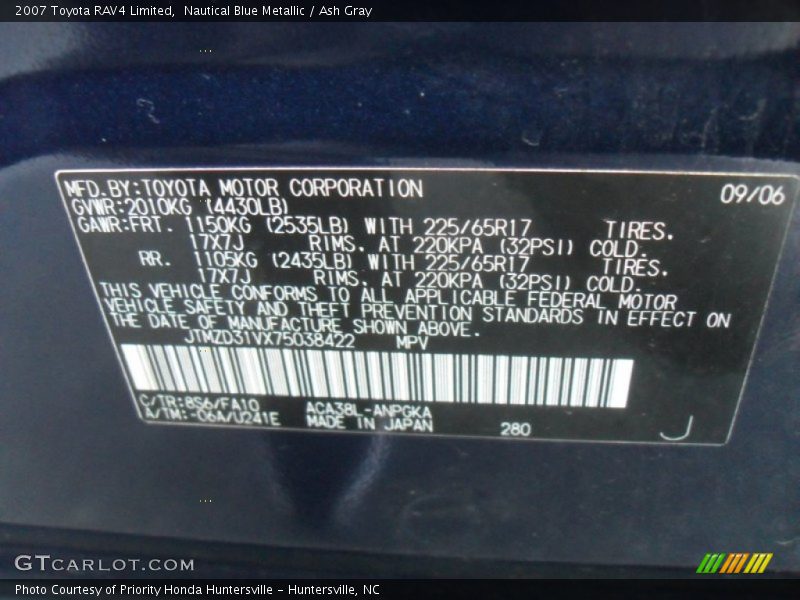 2007 Toyota RAV4 Limited,  Nautical Blue Metallic / Ash Gray
MFD.BY:TOYOTA MOTOR CORPORATION 09/06
GVWR:2010KG (4430LB)
GAWR:FRT. 1150KG (2535LB) WITH 225/65R17 TIRES.
17X7J RIMS. AT 220KPA (32PSI) COLD.
RR. 1105KG (2435LB) WITH 225/65R17 TIRES.
17X7J RIMS. AT 220KPA (32PSI) COLD.
THIS VEHICLE CONFORMS TO ALL APPLICABLE FEDERAL MOTOR
VEHICLE SAFETY AND THEFT PREVENTION STANDARDS IN EFFECT ON
THE DATE OF MANUFACTURE SHOWN ABOVE.
JTMZD31VX75038422 MPV
C/TR:8S6/FA10 ACA38L-ANPGKA
A/TM:-06A/U241E MADE IN JAPAN 280 J
GTCARLOT.COM
Photo Courtesy of Priority Honda Huntersville – Huntersville, NC